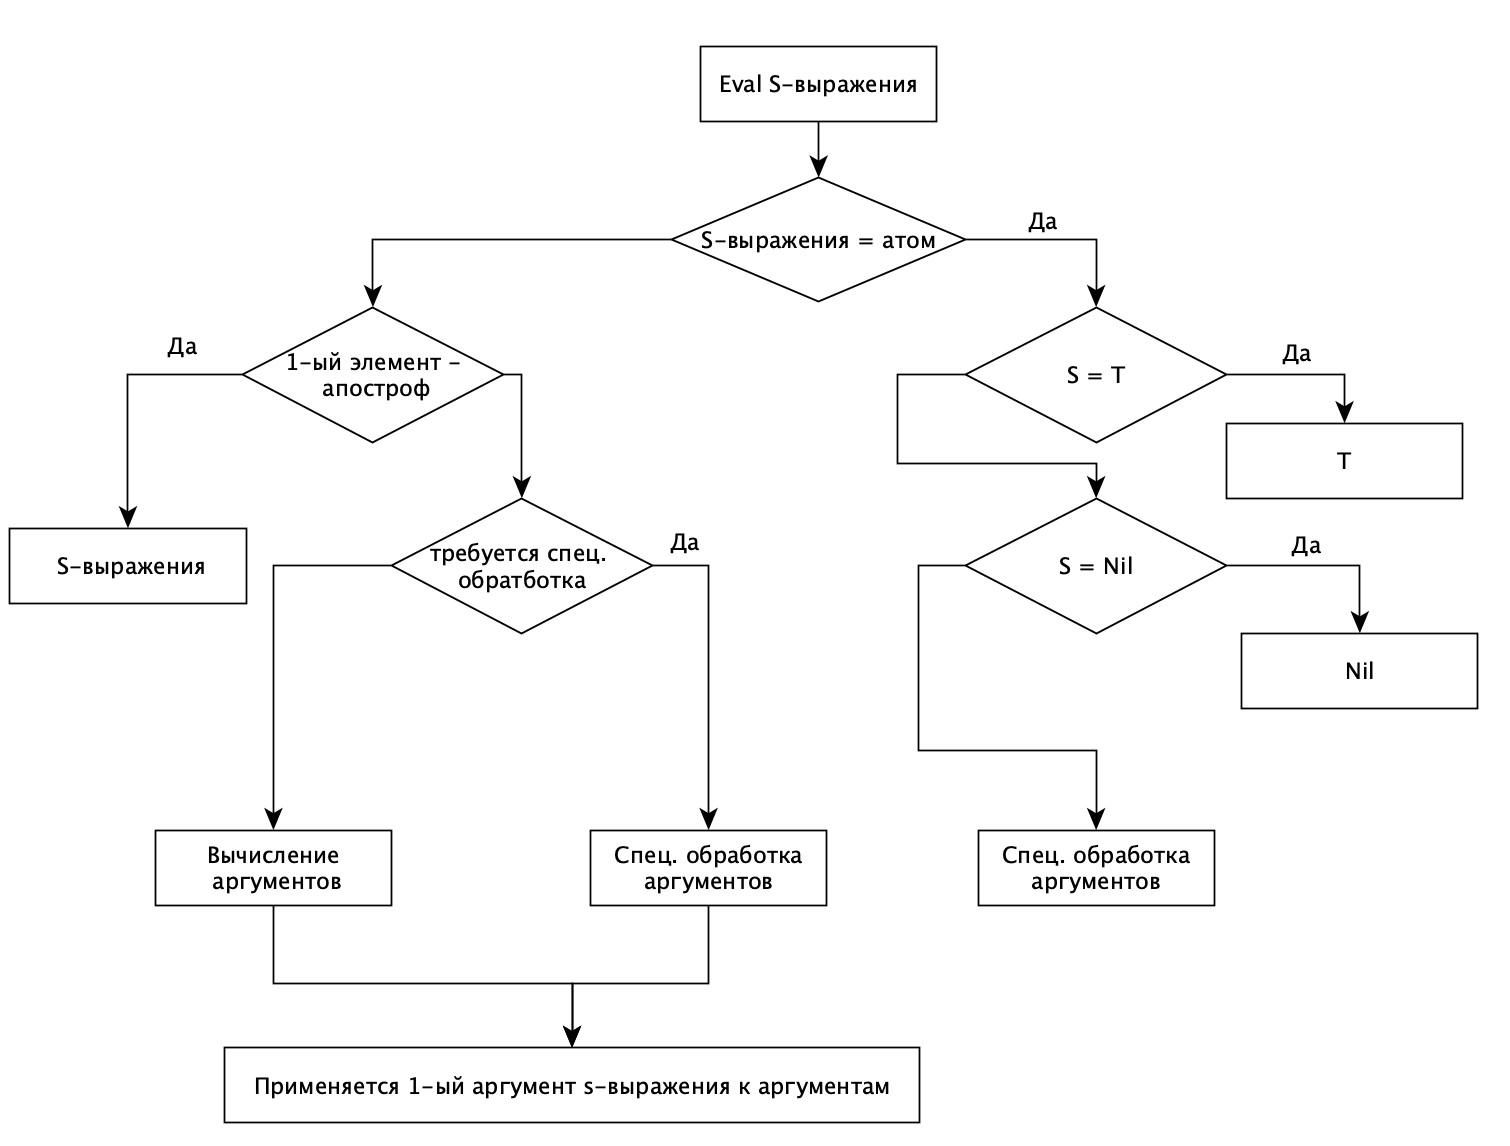 Eval S-выражения
S-выражения = атом
Да
Да
1-ый элемент -
апостроф
S = T
Да
T
S-выражения
требуется спец.
обратботка
Да
S = Nil
Да
Nil
Вычисление
аргументов
Спец. обработка
аргументов
Спец. обработка
аргументов
Применяется 1-ый аргумент s-выражения к аргументам